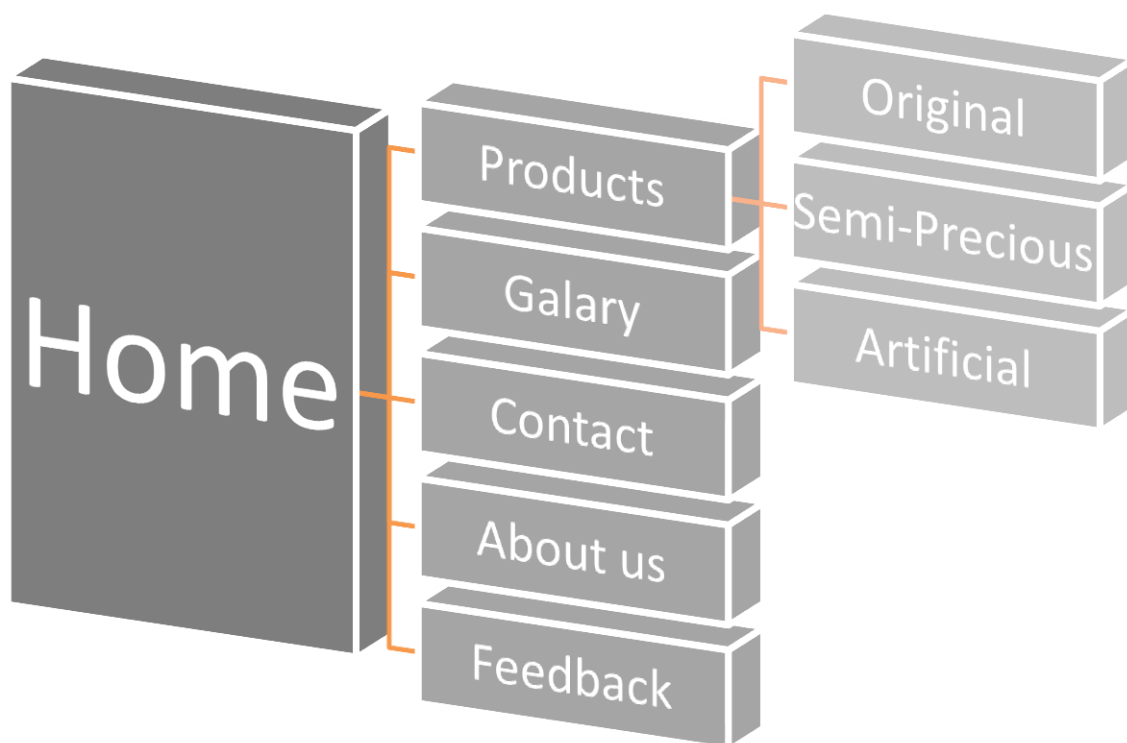 Home
Products
Galary
Contact
About us
Feedback
Original
Semi-Precious
Artificial